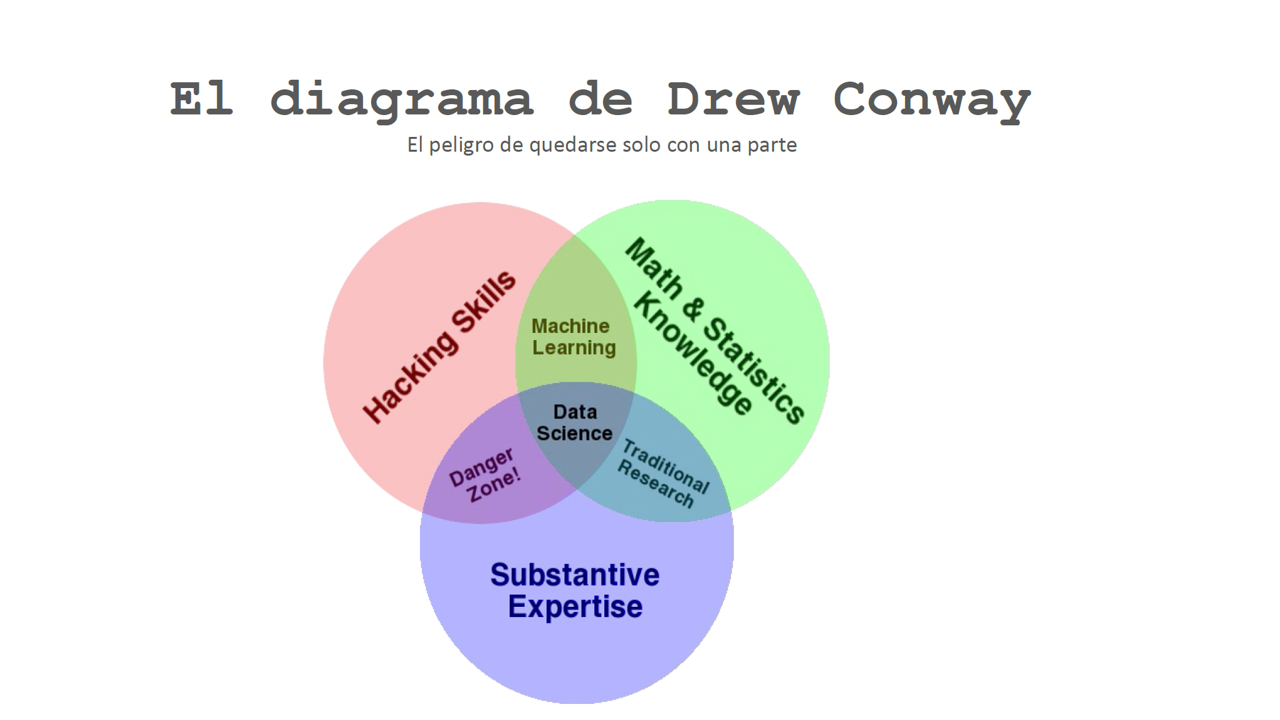 El diagrama de Drew Conway
El peligro de quedarse solo con una parte
Hacking Skills
Math & Statistics
Knowledge
Machine
Learning
Data
Science
Danger
Zone!
Traditional
Research
Substantive
Expertise